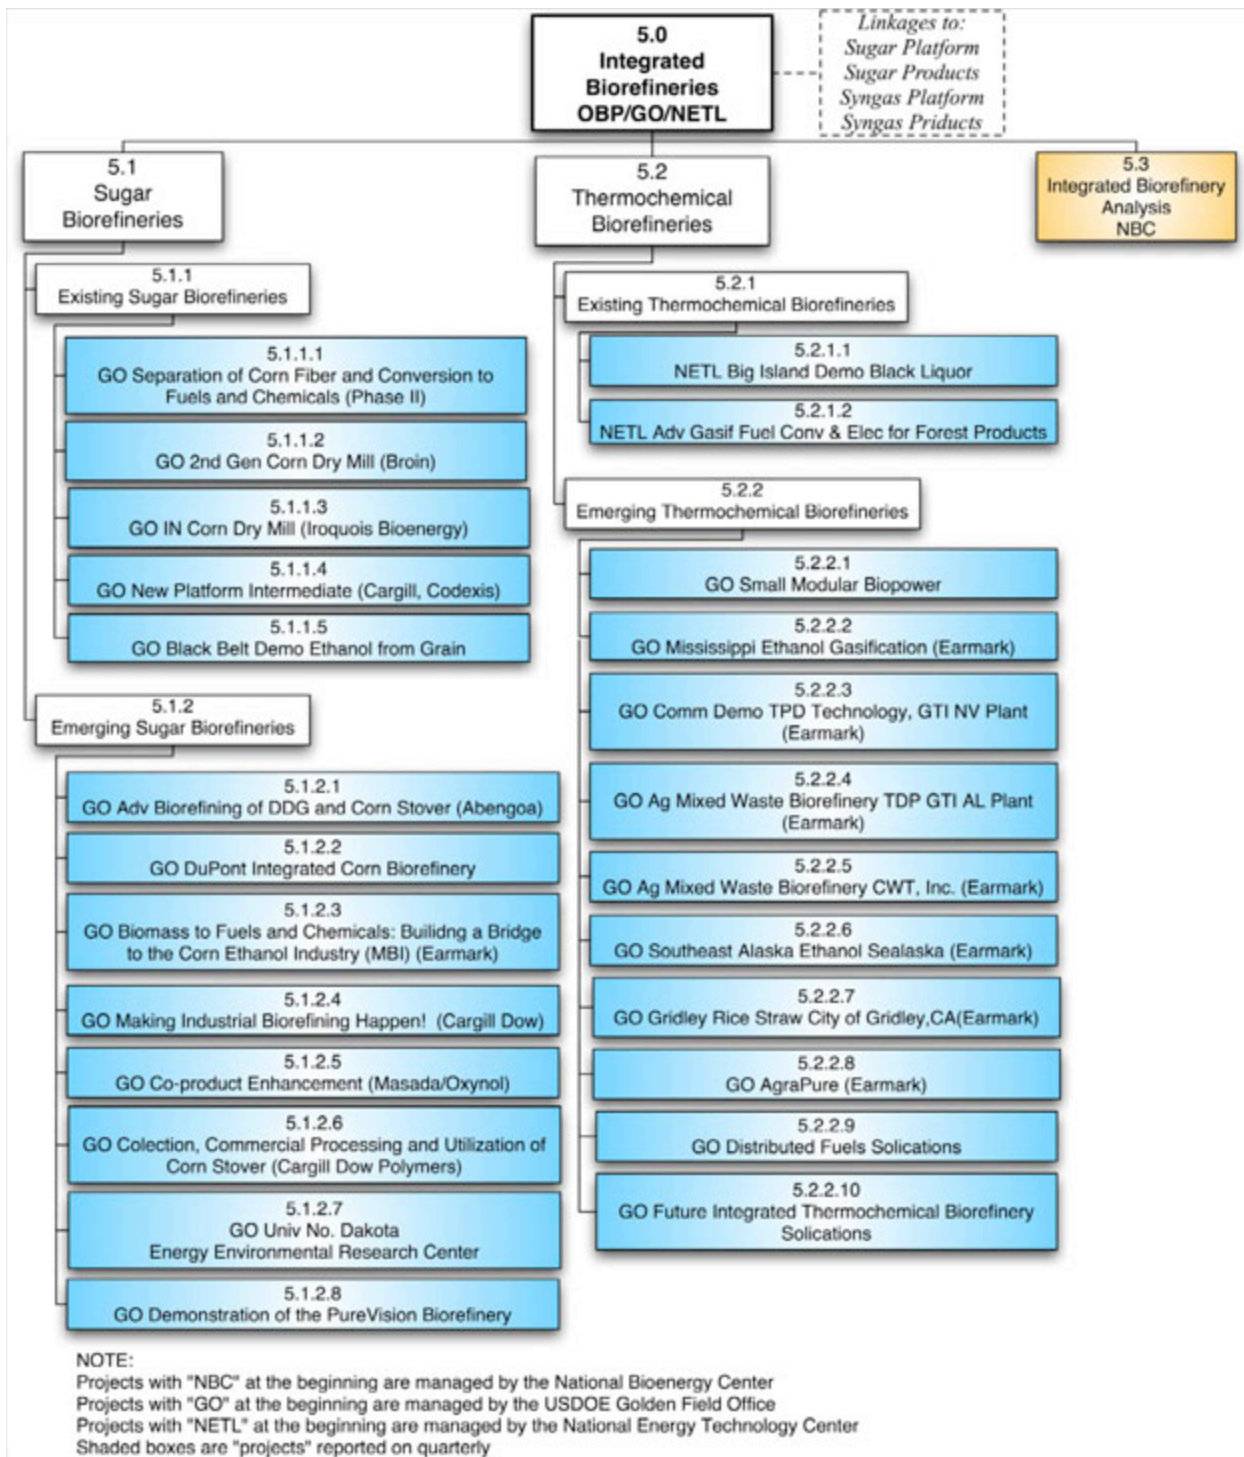 5.0
Integrated
Biorefineries
OBP/GO/NETL
Linkages to:
Sugar Platform
Sugar Products
Syngas Platform
Syngas Priducts
5.1
Sugar
Biorefineries
5.1.1
Existing Sugar Biorefineries
5.1.1.1
GO Separation of Corn Fiber and Conversion to
Fuels and Chemicals (Phase II)
5.1.1.2
GO 2nd Gen Corn Dry Mill (Broin)
5.1.1.3
GO IN Corn Dry Mill (Iroquois Bioenergy)
5.1.1.4
GO New Platform Intermediate (Cargill, Codexis)
5.1.1.5
GO Black Belt Demo Ethanol from Grain
5.1.2
Emerging Sugar Biorefineries
5.1.2.1
GO Adv Biorefining of DDG and Corn Stover (Abengoa)
5.1.2.2
GO DuPont Integrated Corn Biorefinery
5.1.2.3
GO Biomass to Fuels and Chemicals: Builidng a Bridge
to the Corn Ethanol Industry (MBI) (Earmark)
5.1.2.4
GO Making Industrial Biorefining Happen!  (Cargill Dow)
5.1.2.5
GO Co-product Enhancement (Masada/Oxynol)
5.1.2.6
GO Colection, Commercial Processing and Utilization of
Corn Stover (Cargill Dow Polymers)
5.1.2.7
GO Univ No. Dakota
Energy Environmental Research Center
5.1.2.8
GO Demonstration of the PureVision Biorefinery
5.2
Thermochemical
Biorefineries
5.2.1
Existing Thermochemical Biorefineries
5.2.1.1
NETL Big Island Demo Black Liquor
5.2.1.2
NETL Adv Gasif Fuel Conv & Elec for Forest Products
5.2.2
Emerging Thermochemical Biorefineries
5.2.2.1
GO Small Modular Biopower
5.2.2.2
GO Mississippi Ethanol Gasification (Earmark)
5.2.2.3
GO Comm Demo TPD Technology, GTI NV Plant
(Earmark)
5.2.2.4
GO Ag Mixed Waste Biorefinery TDP GTI AL Plant
(Earmark)
5.2.2.5
GO Ag Mixed Waste Biorefinery CWT, Inc. (Earmark)
5.2.2.6
GO Southeast Alaska Ethanol Sealaska (Earmark)
5.2.2.7
GO Gridley Rice Straw City of Gridley,CA(Earmark)
5.2.2.8
GO AgraPure (Earmark)
5.2.2.9
GO Distributed Fuels Solications
5.2.2.10
GO Future Integrated Thermochemical Biorefinery
Solications
5.3
Integrated Biorefinery
Analysis
NBC
NOTE:
Projects with "NBC" at the beginning are managed by the National Bioenergy Center
Projects with "GO" at the beginning are managed by the USDOE Golden Field Office
Projects with "NETL" at the beginning are managed by the National Energy Technology Center
Shaded boxes are "projects" reported on quarterly